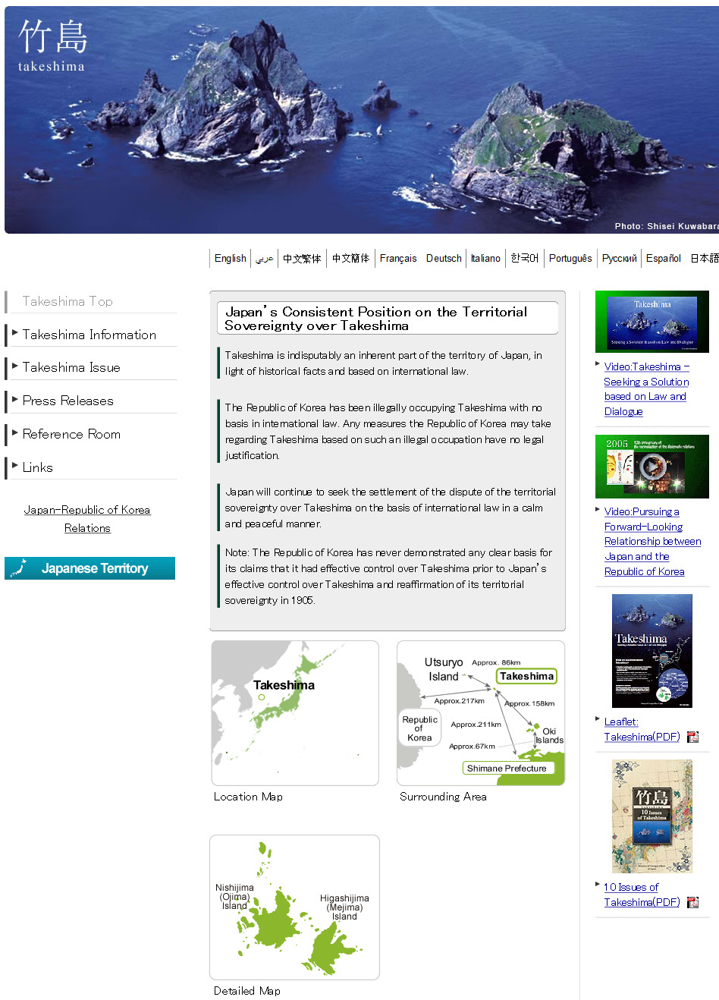 竹島
takeshima
Photo: Shisei Kuwabara
English
عربي
中文繁体
中文簡体
Français
Deutsch
Italiano
한국어
Português
Русский
Español
日本語
Takeshima Top
Takeshima Information
Takeshima Issue
Press Releases
Reference Room
Links
Japan-Republic of Korea
Relations
Japanese Territory
Japan's Consistent Position on the Territorial
Sovereignty over Takeshima
Takeshima is indisputably an inherent part of the territory of Japan, in
light of historical facts and based on international law.
The Republic of Korea has been illegally occupying Takeshima with no
basis in international law. Any measures the Republic of Korea may take
regarding Takeshima based on such an illegal occupation have no legal
justification.
Japan will continue to seek the settlement of the dispute of the territorial
sovereignty over Takeshima on the basis of international law in a calm
and peaceful manner.
Note: The Republic of Korea has never demonstrated any clear basis for
its claims that it had effective control over Takeshima prior to Japan's
effective control over Takeshima and reaffirmation of its territorial
sovereignty in 1905.
Takeshima
Location Map
Utsuryo
Island
Approx. 86km
Takeshima
Approx.217km
Approx.158km
Republic
of
Korea
Approx.211km
Oki
Islands
Approx.67km
Shimane Prefecture
Surrounding Area
Nishijima
(Ojima)
Island
Higashijima
(Mejima)
Island
Detailed Map
Takeshima
Seeking a Solution based on Law and Dialogue
Video:Takeshima -
Seeking a Solution
based on Law and
Dialogue
2005
40th anniversary of
the normalization of the diplomatic relations
Video:Pursuing a
Forward-Looking
Relationship between
Japan and the
Republic of Korea
Takeshima
Leaflet:
Takeshima(PDF)
竹島
10 Issues
of Takeshima
10 Issues of
Takeshima(PDF)